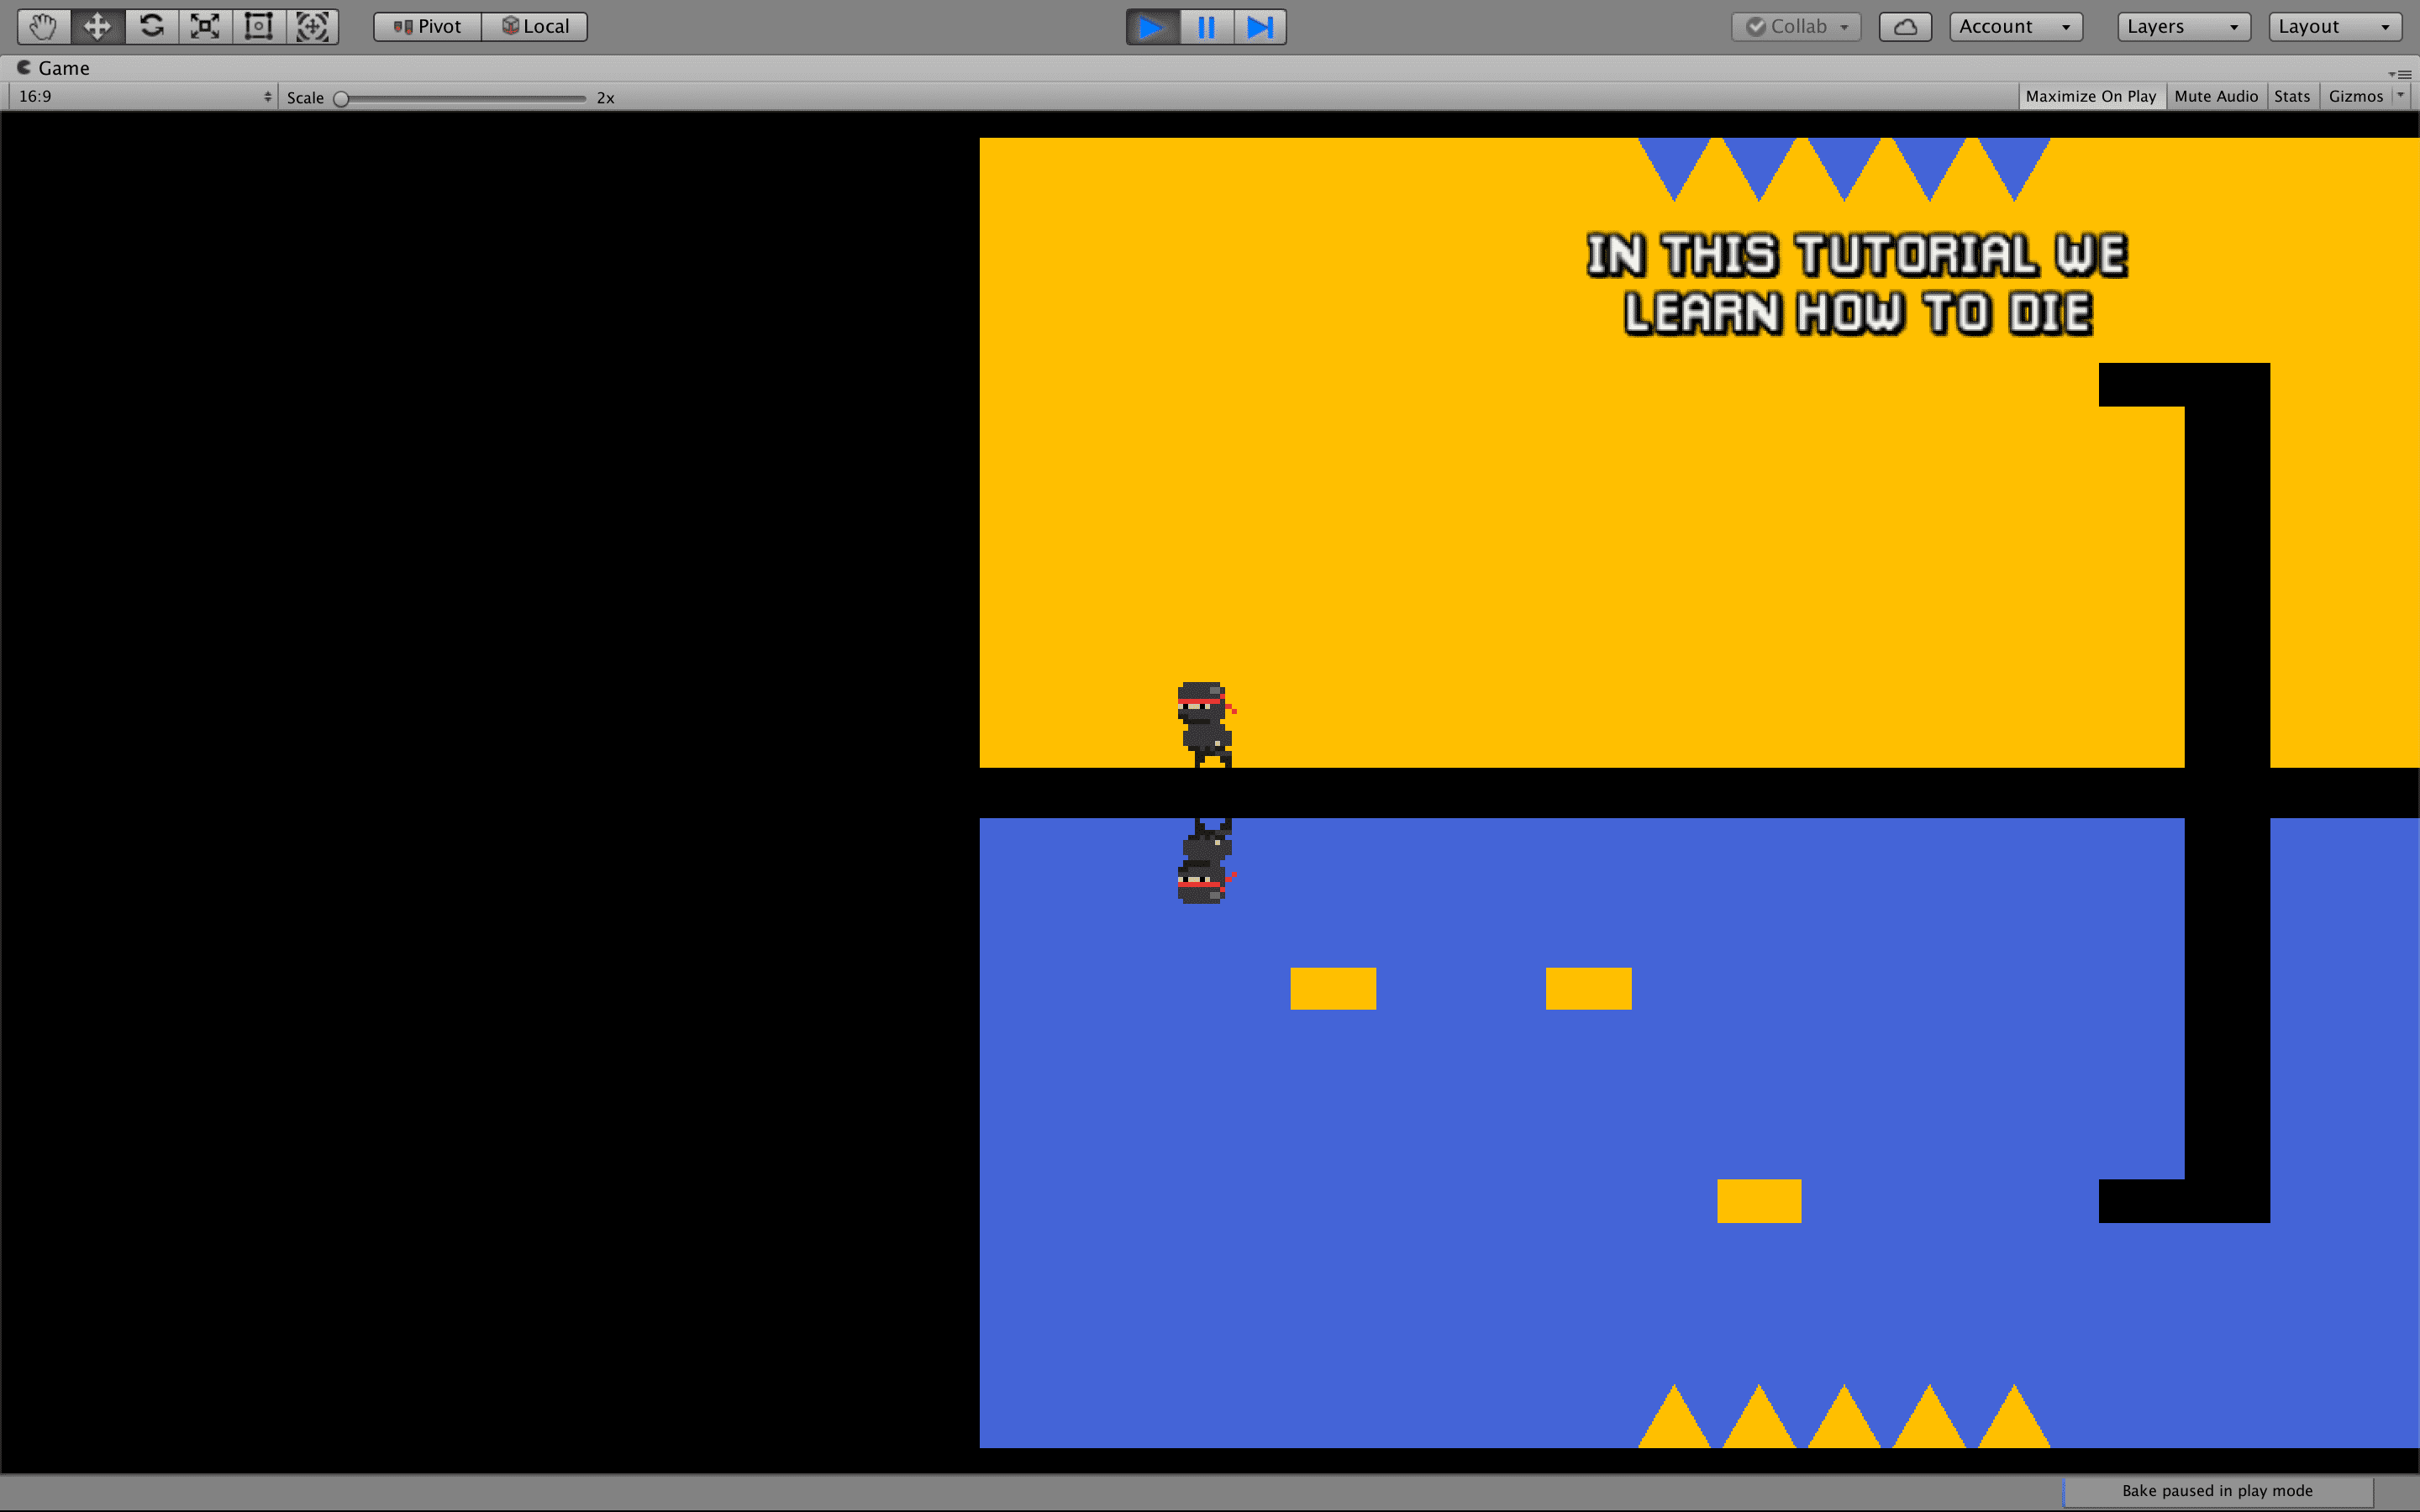 Pivot Local Collab Account Layers Layout
Game
16:9 Scale 2x Maximize On Play Mute Audio Stats Gizmos
IN THIS TUTORIAL WE
LEARN HOW TO DIE
Bake paused in play mode